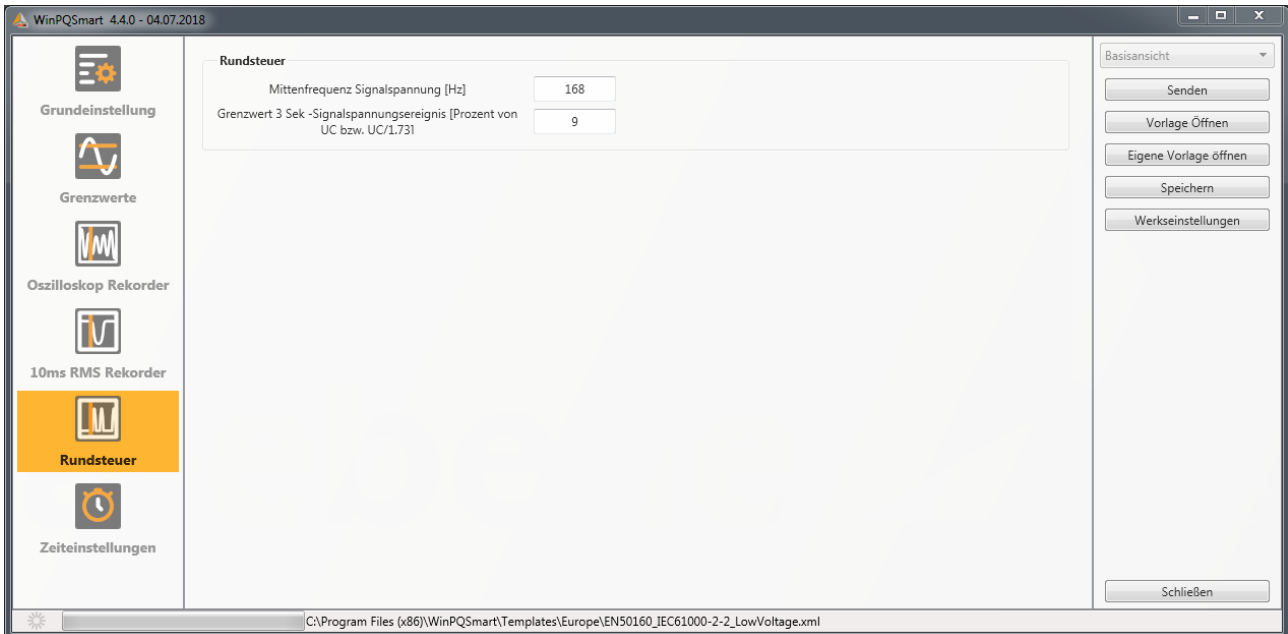 WinPQSmart 4.4.0 - 04.07.2018
Grundeinstellung
Grenzwerte
Oszilloskop Rekorder
10ms RMS Rekorder
Rundsteuer
Zeiteinstellungen
Rundsteuer
Mittenfrequenz Signalspannung [Hz]
168
Grenzwert 3 Sek -Signalspannungsereignis [Prozent von
UC bzw. UC/1.73]
9
Basisansicht
Senden
Vorlage Öffnen
Eigene Vorlage öffnen
Speichern
Werkseinstellungen
Schließen
C:\Program Files (x86)\WinPQSmart\Templates\Europe\EN50160_IEC61000-2-2_LowVoltage.xml